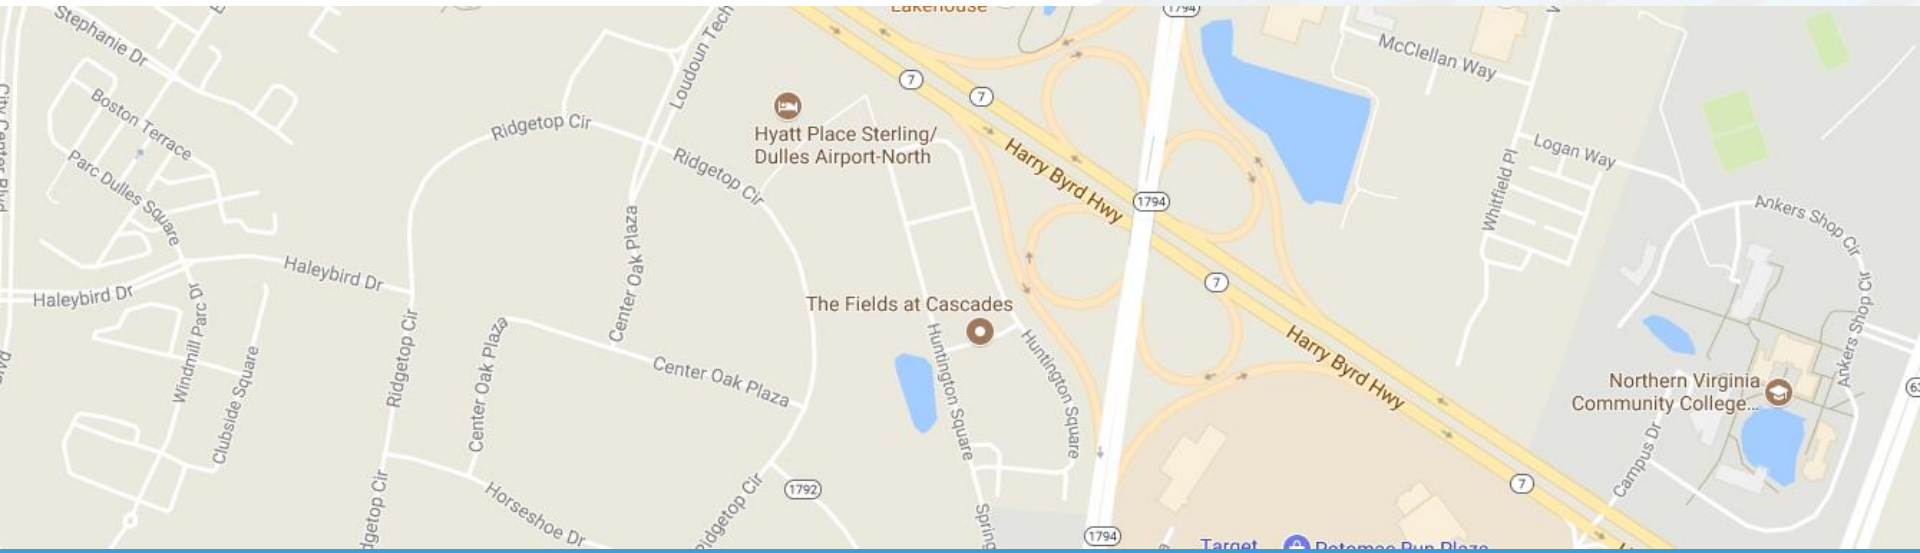 Lakehouse
1794
Stephanie Dr
Loudoun Tech
McClellan Way
7
7
Boston Terrace
Hyatt Place Sterling/
Dulles Airport-North
Ridgetop Cir
Ridgetop Cir
Harry Byrd Hwy
Logan Way
Parc Dulles Square
Whitfield Pl
1794
Ankers Shop Cir
Center Oak Plaza
Haleybird Dr
Haleybird Dr
7
The Fields at Cascades
Windmill Parc Dr
Ridgetop Cir
Center Oak Plaza
Center Oak Plaza
Huntington Square
Huntington Square
Harry Byrd Hwy
Ankers Shop Cir
Clubside Square
Northern Virginia
Community College...
Campus Dr
1792
7
Horseshoe Dr
Ridgetop Cir
Spring
1794
Target
Potomac Run Plaza